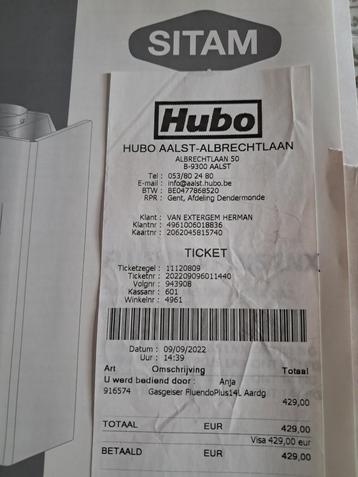 SITAM
Hubo
HUBO AALST-ALBRECHTLAAN
ALBRECHTLAAN 50
B-9300 AALST
Tel : 053/80 24 80
E-mail : info@aalst.hubo.be
BTW : BE0477868520
RPR : Gent, Afdeling Dendermonde
Klant : VAN EXTERGEM HERMAN
Klantnr : 4961006018836
Kaartnr : 2062045815740
TICKET
Ticketzegel : 11120809
Ticketnr : 202209096011440
Volgnr : 943908
Kassanr : 601
Winkelnr : 4961
Datum : 09/09/2022
Uur : 14:39
Art Omschrijving Totaal
U werd bediend door : Anja
916574 Gasgeiser FluendoPlus14L Aardg
429,00
TOTAAL EUR 429,00
Visa 429,00 eur
BETAALD EUR 429,00